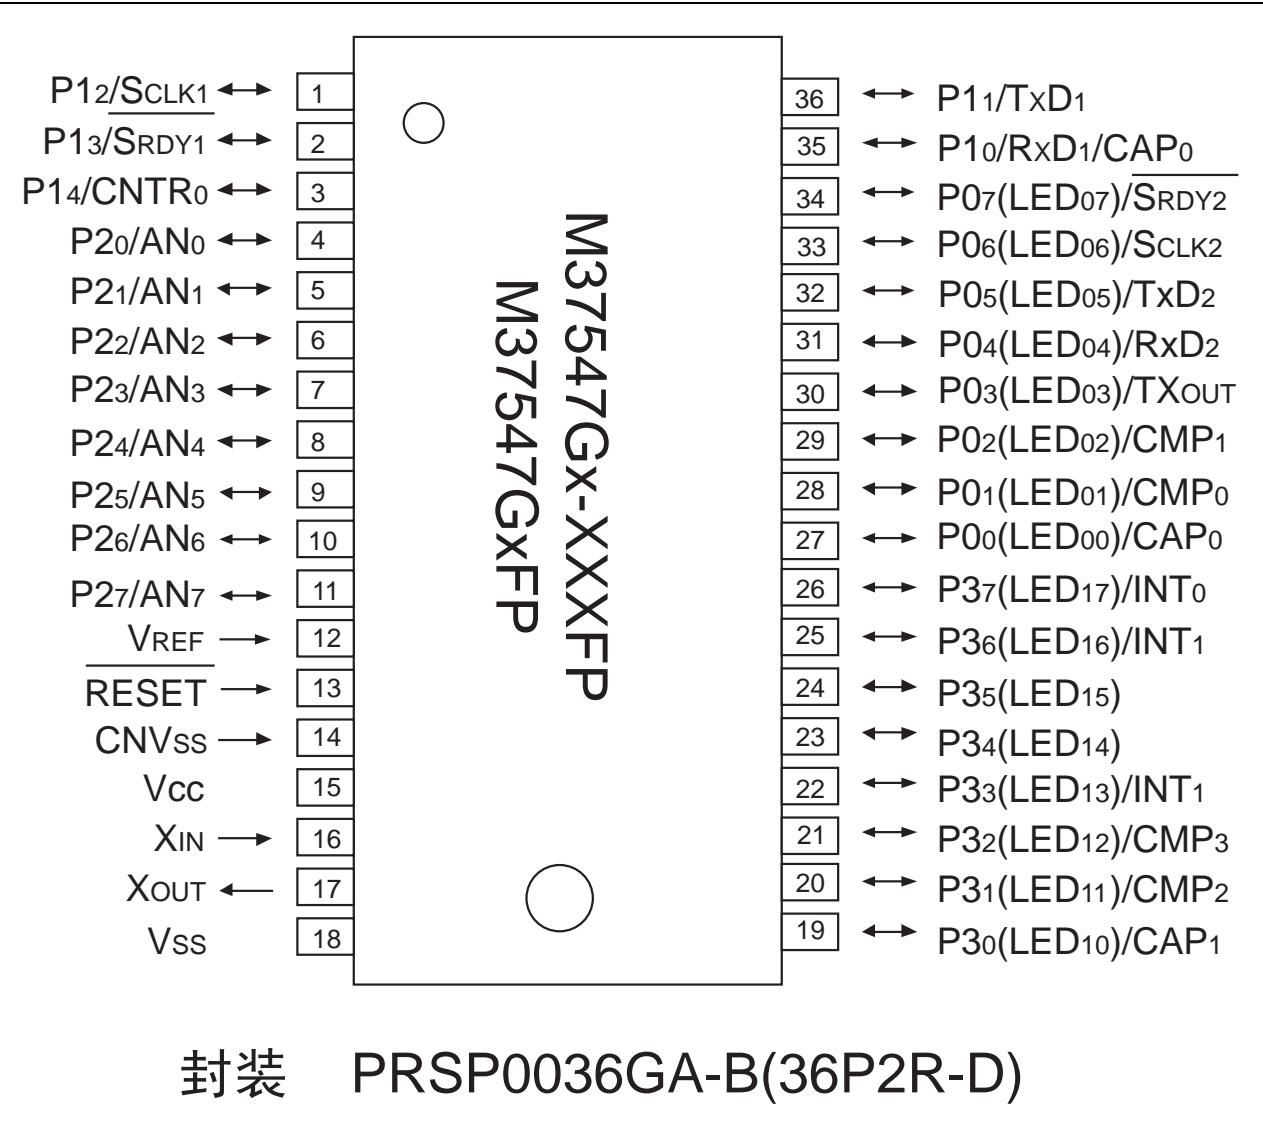 P12/SCLK1
P13/SRDY1
P14/CNTR0
P20/AN0
P21/AN1
P22/AN2
P23/AN3
P24/AN4
P25/AN5
P26/AN6
P27/AN7
VREF
RESET
CNVSS
Vcc
XIN
XOUT
VSS
1
2
3
4
5
6
7
8
9
10
11
12
13
14
15
16
17
18
M37547Gx-XXXFP
M37547GxFP
36
35
34
33
32
31
30
29
28
27
26
25
24
23
22
21
20
19
P11/TXD1
P10/RXD1/CAP0
P07(LED07)/SRDY2
P06(LED06)/SCLK2
P05(LED05)/TxD2
P04(LED04)/RxD2
P03(LED03)/TXOUT
P02(LED02)/CMP1
P01(LED01)/CMP0
P00(LED00)/CAP0
P37(LED17)/INT0
P36(LED16)/INT1
P35(LED15)
P34(LED14)
P33(LED13)/INT1
P32(LED12)/CMP3
P31(LED11)/CMP2
P30(LED10)/CAP1
封装 PRSP0036GA-B(36P2R-D)